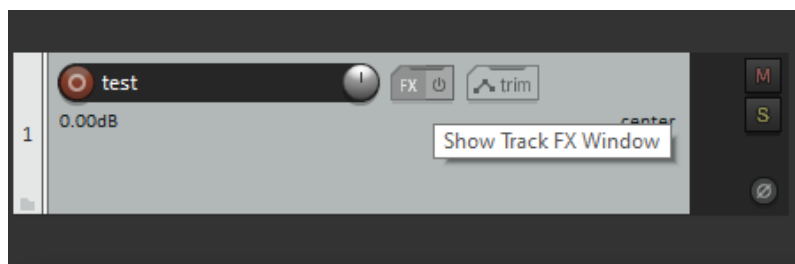 test
FX
trim
M
0.00dB
center
S
1
Show Track FX Window